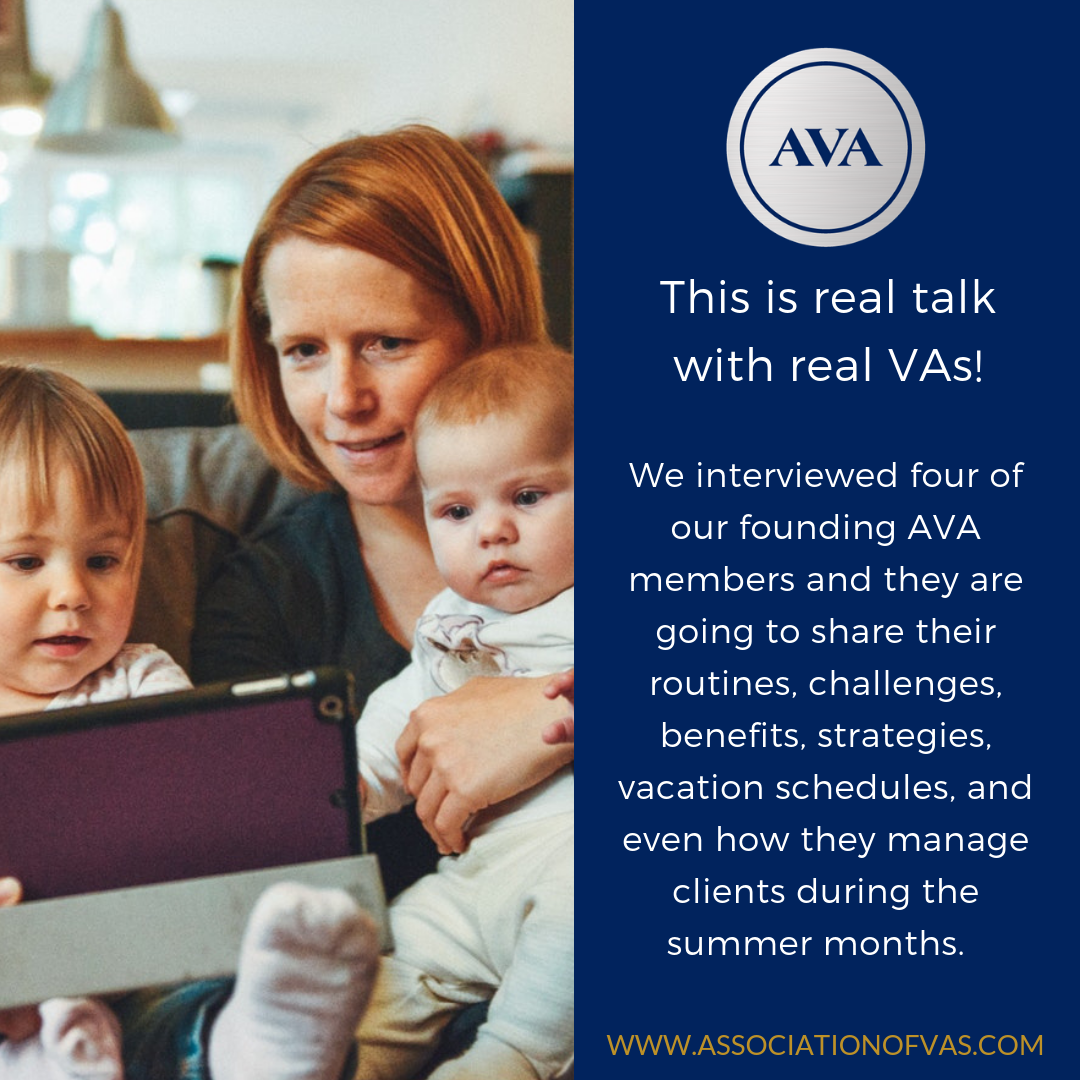 AVA
This is real talk
with real VAs!
We interviewed four of
our founding AVA
members and they are
going to share their
routines, challenges,
benefits, strategies,
vacation schedules, and
even how they manage
clients during the
summer months.
WWW.ASSOCIATIONOFVAS.COM